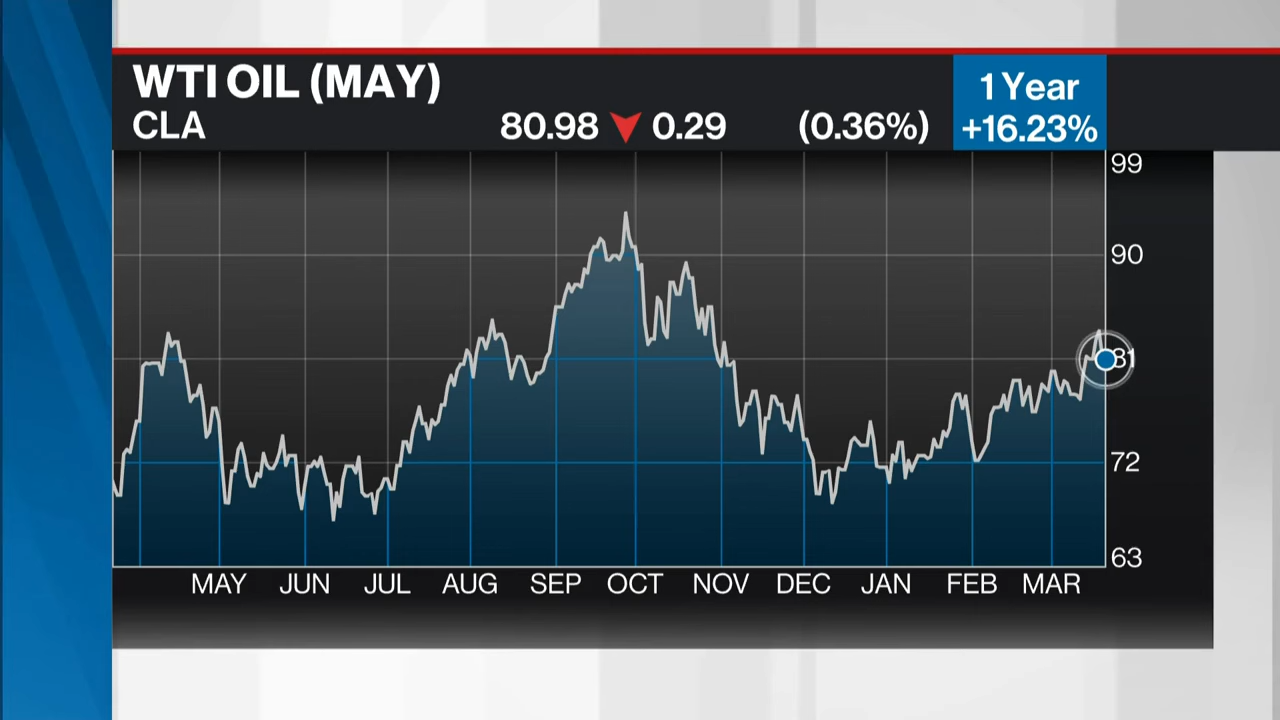 WTI OIL (MAY)
CLA 80.98 0.29 (0.36%)
1 Year
+16.23%
99
90
81
72
63
MAY JUN JUL AUG SEP OCT NOV DEC JAN FEB MAR